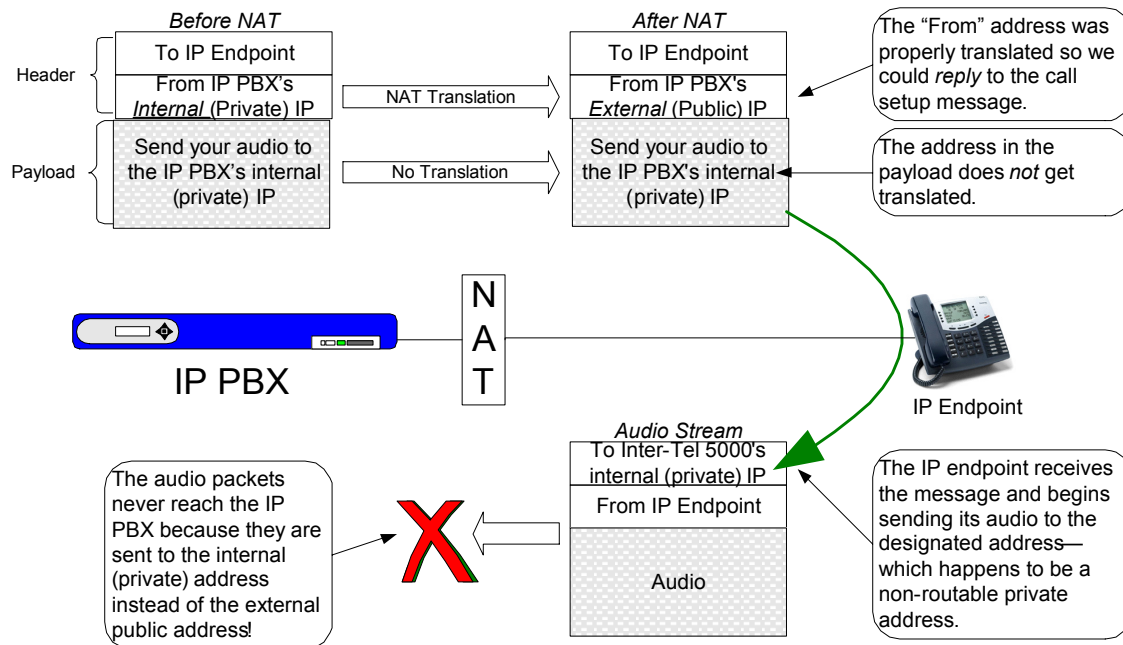 Before NAT
After NAT
Header
To IP Endpoint
From IP PBX’s
Internal (Private) IP
NAT Translation
To IP Endpoint
From IP PBX's
External (Public) IP
The “From” address was
properly translated so we
could reply to the call
setup message.
Payload
Send your audio to
the IP PBX’s internal
(private) IP
No Translation
Send your audio to
the IP PBX's internal
(private) IP
The address in the
payload does not get
translated.
N
A
T
IP PBX
IP Endpoint
The audio packets
never reach the IP
PBX because they are
sent to the internal
(private) address
instead of the external
public address!
Audio Stream
To Inter-Tel 5000's
internal (private) IP
From IP Endpoint
Audio
The IP endpoint receives
the message and begins
sending its audio to the
designated address—
which happens to be a
non-routable private
address.